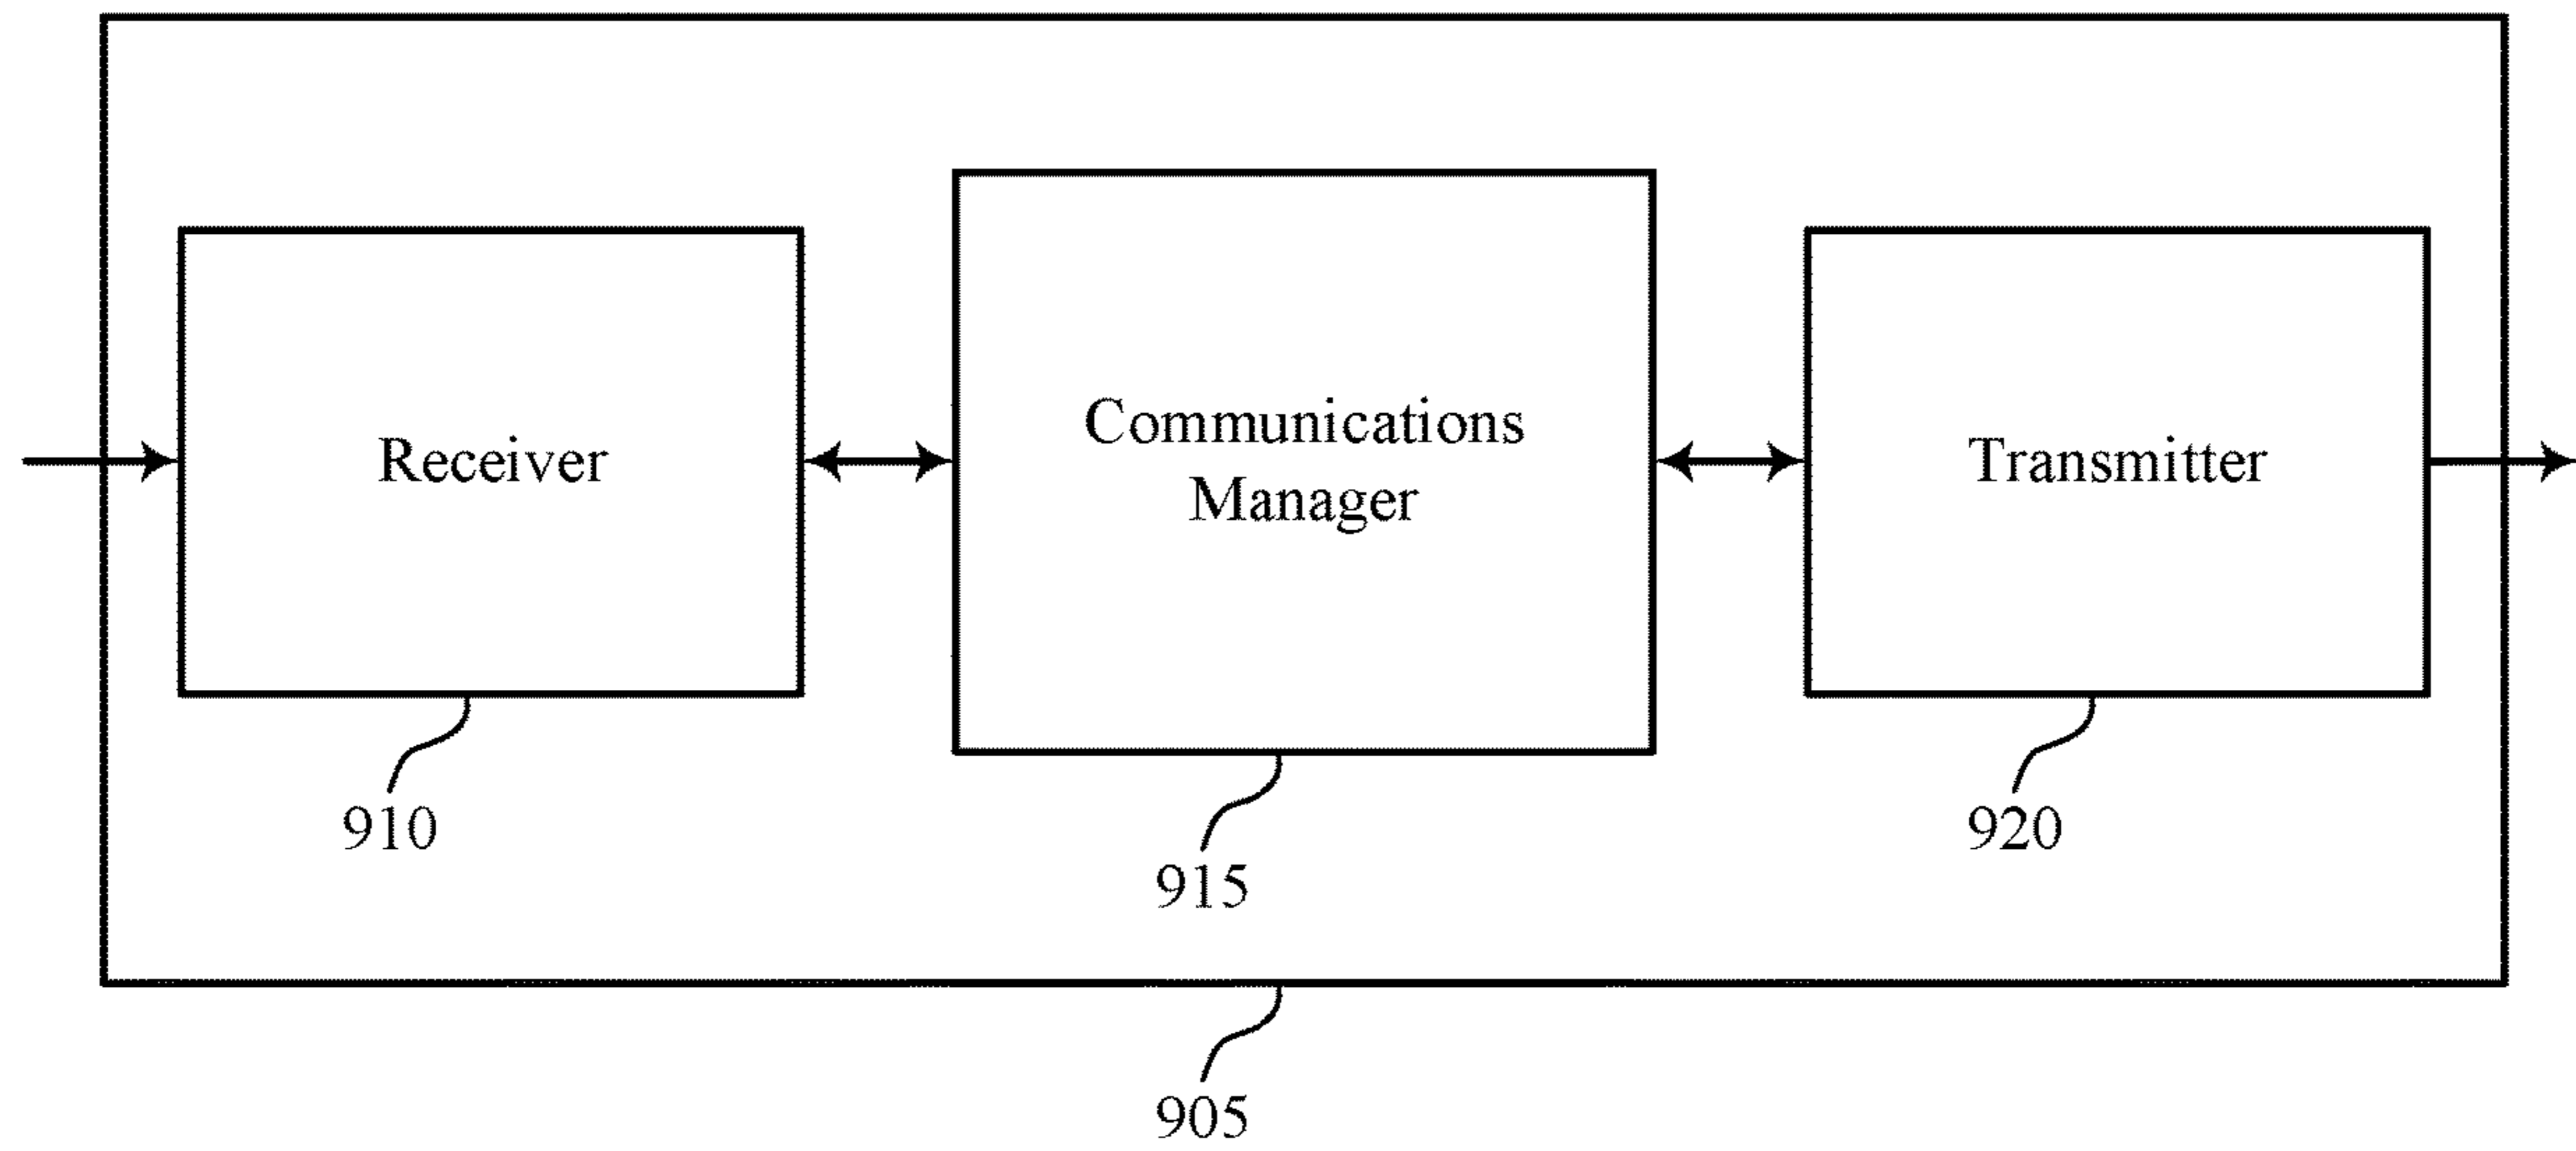 Receiver
Communications
Manager
Transmitter
910
915
920
905